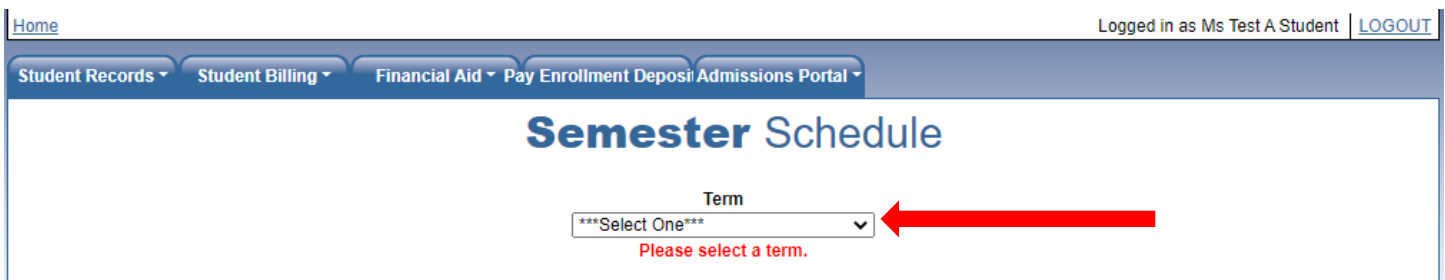 Home Logged in as Ms Test A Student LOGOUT
Student Records Student Billing Financial Aid Pay Enrollment Deposit Admissions Portal
Semester Schedule
Term
***Select One***
Please select a term.